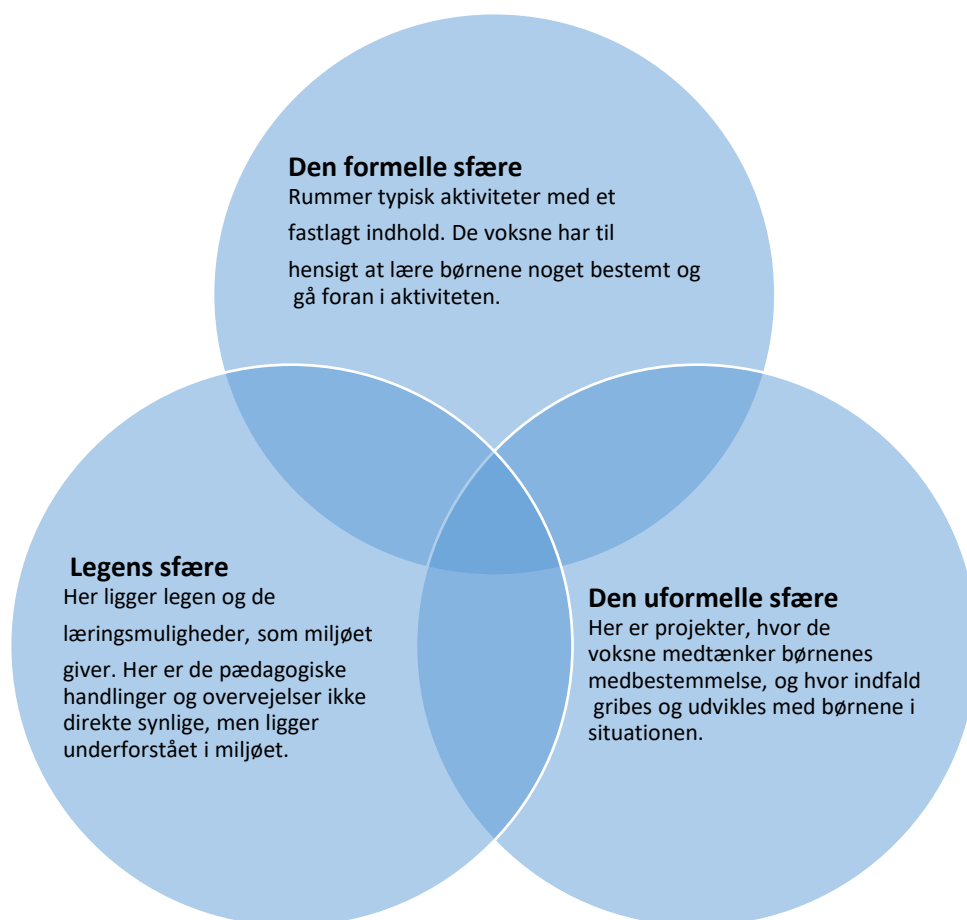 Den formelle sfære
Rummer typisk aktiviteter med et
fastlagt indhold. De voksne har til
hensigt at lære børnene noget bestemt og
gå foran i aktiviteten.
Legens sfære
Her ligger legen og de
læringsmuligheder, som miljøet
giver. Her er de pædagogiske
handlinger og overvejelser ikke
direkte synlige, men ligger
underforstået i miljøet.
Den uformelle sfære
Her er projekter, hvor de
voksne medtænker børnenes
medbestemmelse, og hvor indfald
gribes og udvikles med børnene i
situationen.